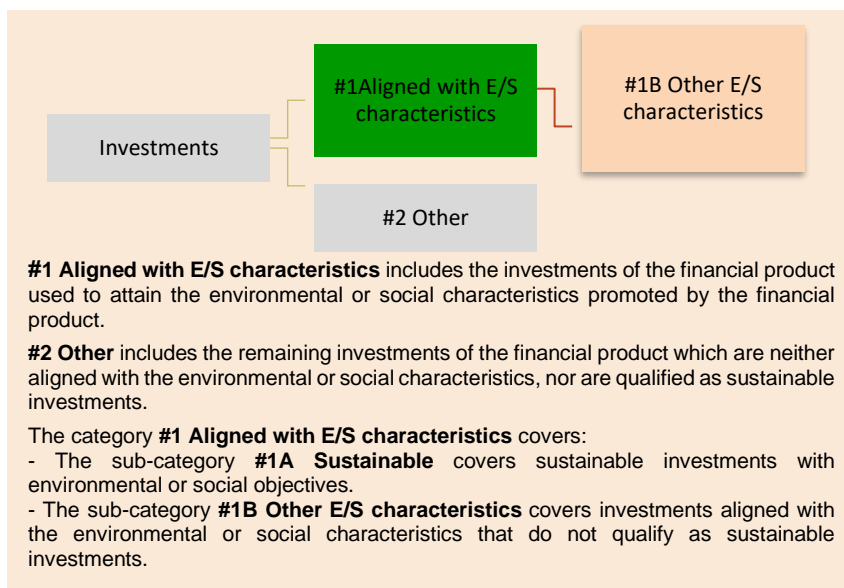 #1Aligned with E/S
characteristics
#1B Other E/S
characteristics
Investments
#2 Other
#1 Aligned with E/S characteristics includes the investments of the financial product
used to attain the environmental or social characteristics promoted by the financial
product.
#2 Other includes the remaining investments of the financial product which are neither
aligned with the environmental or social characteristics, nor are qualified as sustainable
investments.
The category #1 Aligned with E/S characteristics covers:
- The sub-category #1A Sustainable covers sustainable investments with
environmental or social objectives.
- The sub-category #1B Other E/S characteristics covers investments aligned with
the environmental or social characteristics that do not qualify as sustainable
investments.